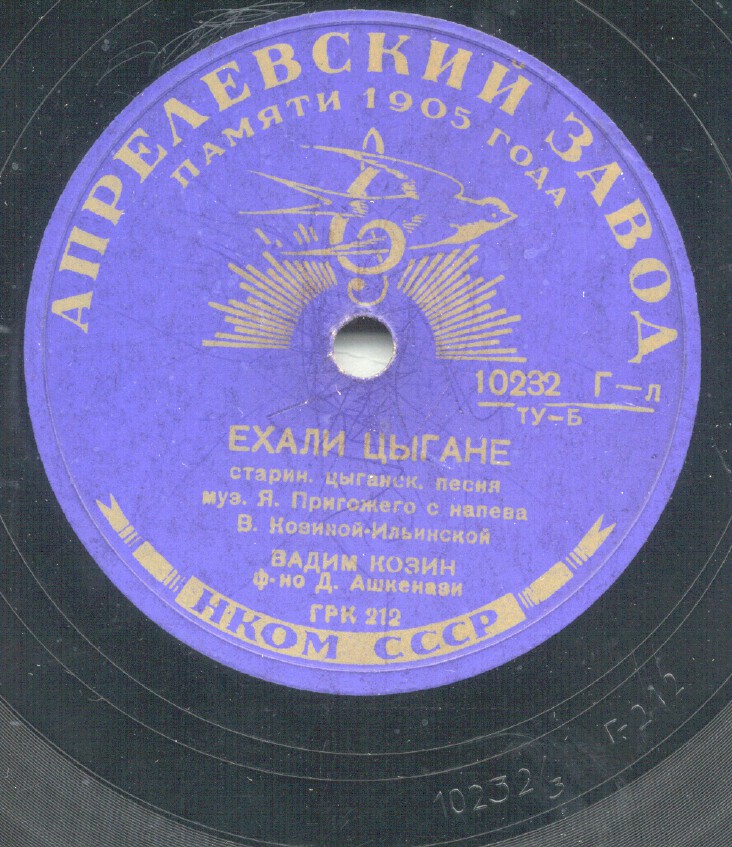 АПРЕЛЕВСКИЙ ЗАВОД
ПАМЯТИ 1905 ГОДА
10232 Г-л
ТУ-Б
ЕХАЛИ ЦЫГАНЕ
старин. цыганск. песня
муз. Я. Пригожего с напева
В. Козиной-Ильинской
ВАДИМ КОЗИН
ф-но Д. Ашкенази
ГРК 212
НКОМ СССР
10232/3 Г-212